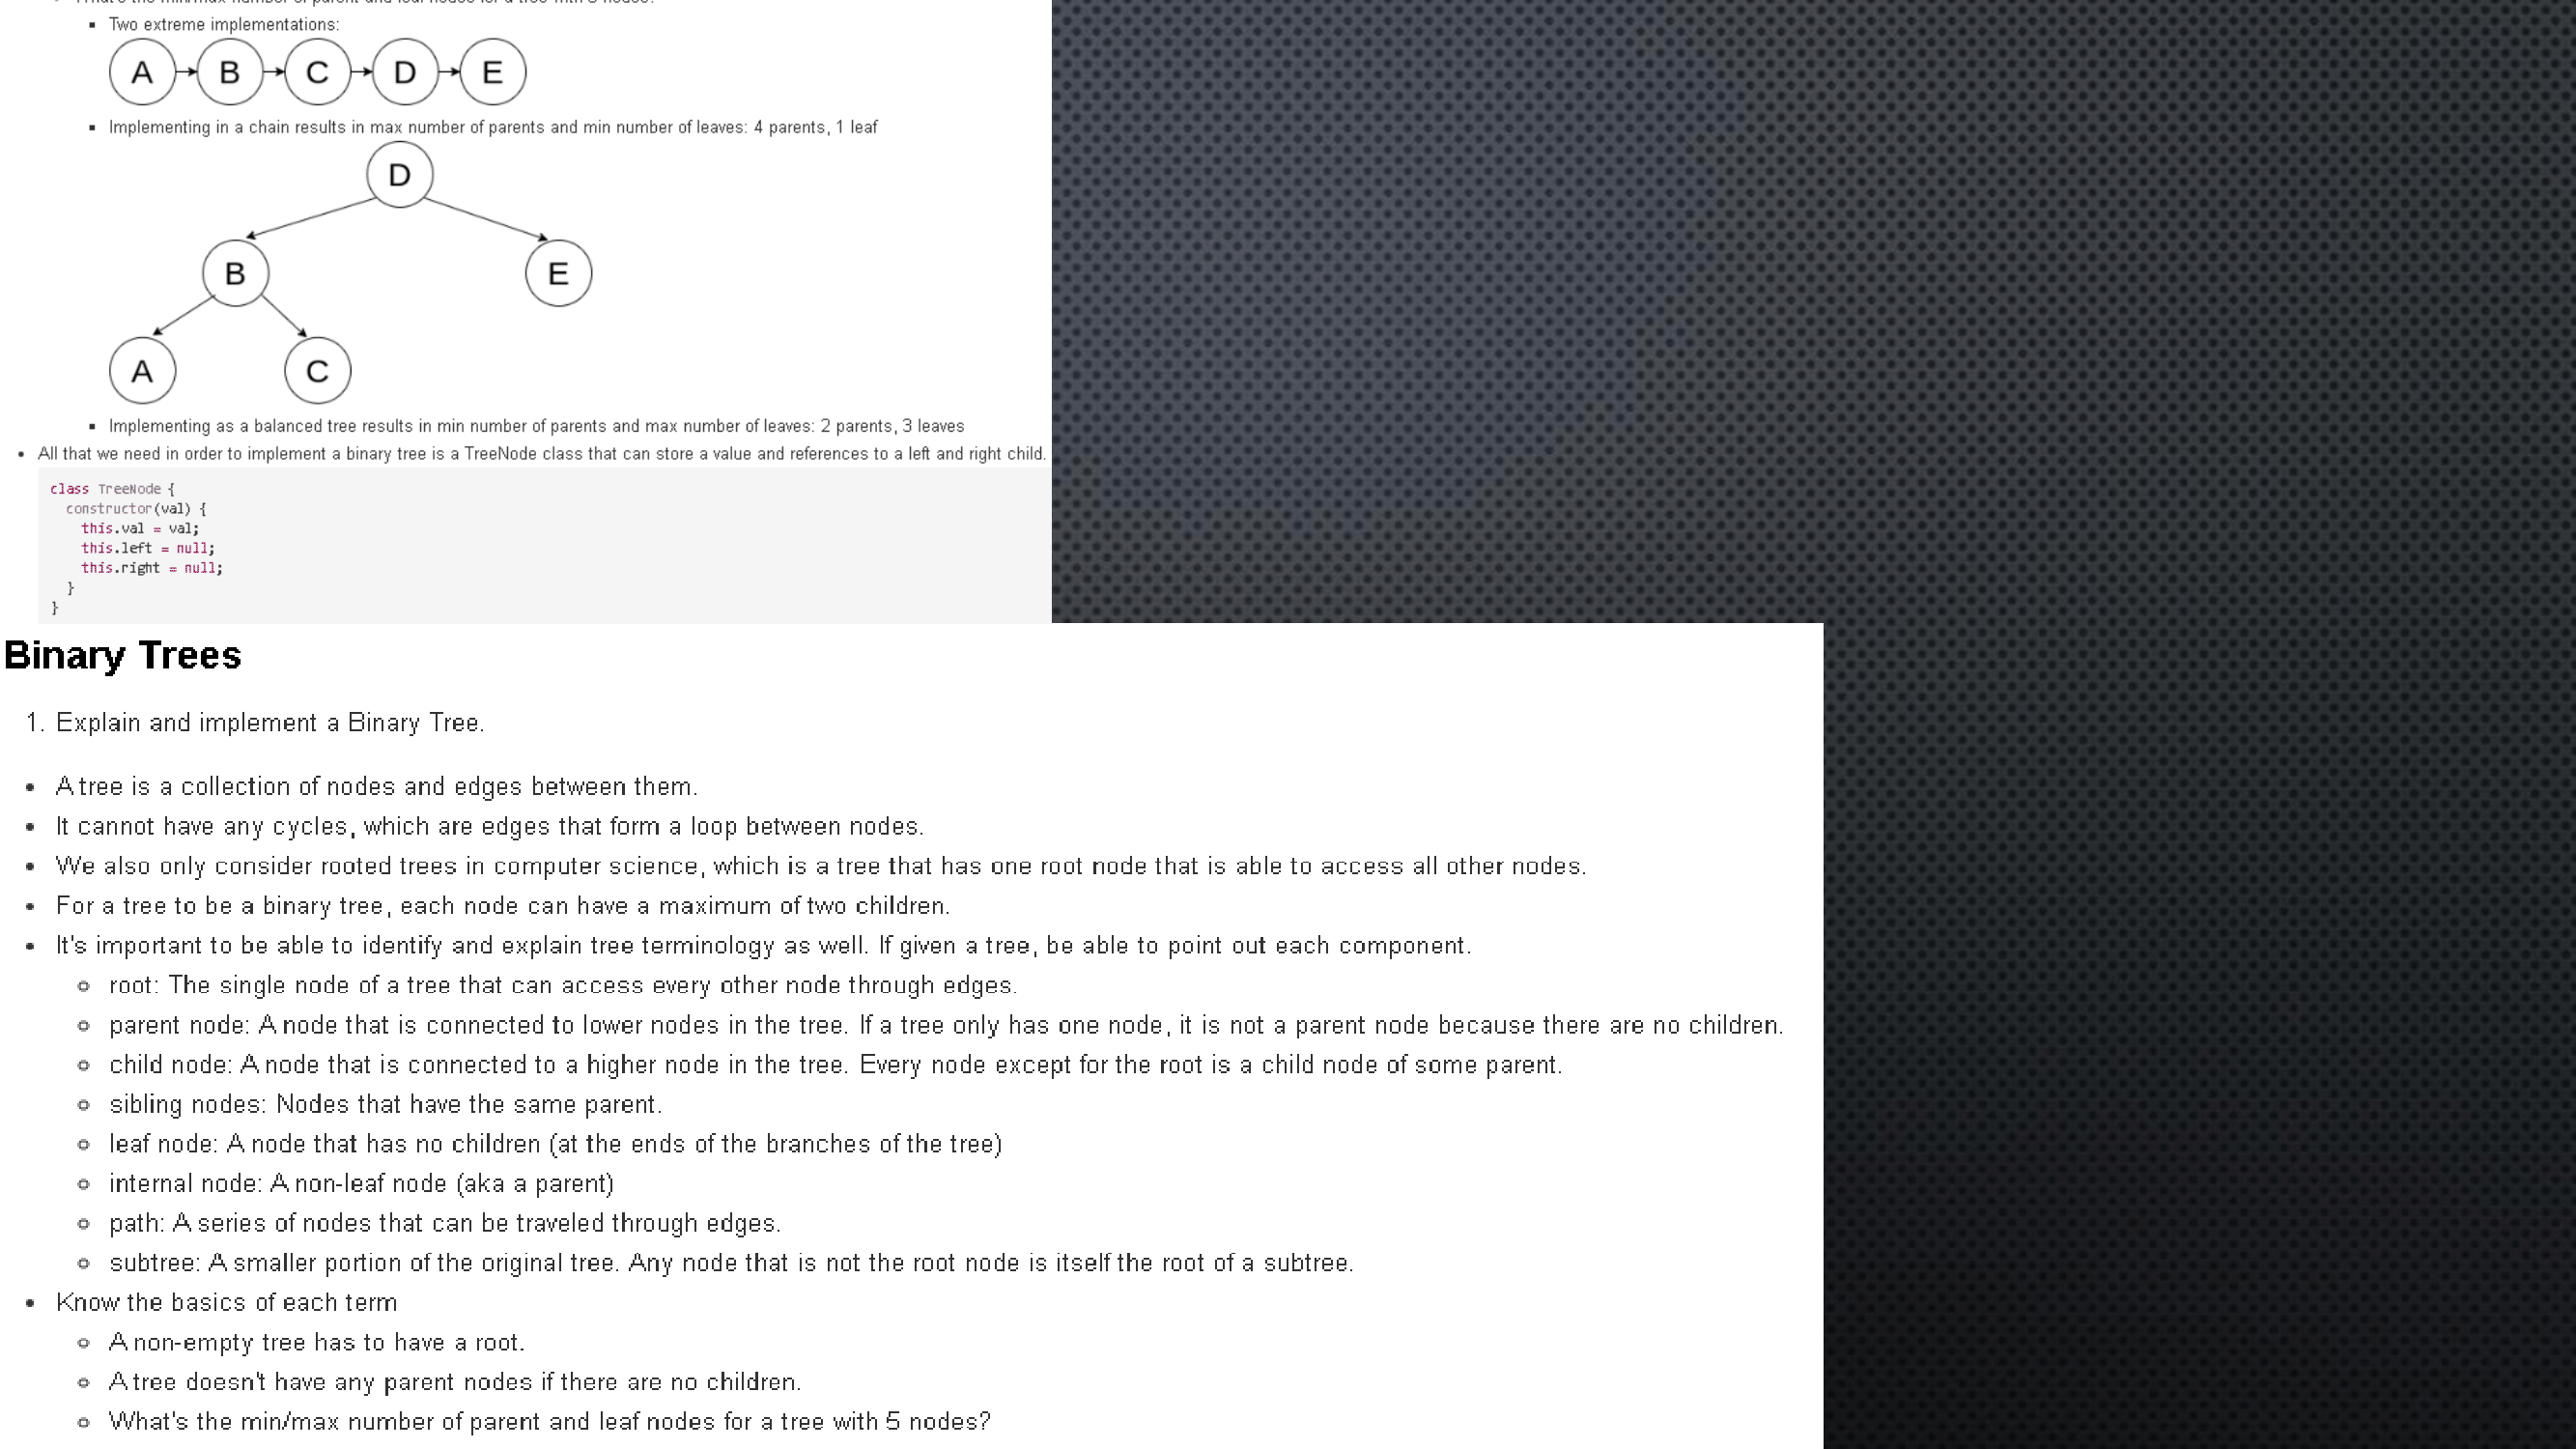 What's the min/max number of parent and leaf nodes for a tree with 5 nodes?
Two extreme implementations:
A B C D E
Implementing in a chain results in max number of parents and min number of leaves: 4 parents, 1 leaf
D
B E
A C
Implementing as a balanced tree results in min number of parents and max number of leaves: 2 parents, 3 leaves
All that we need in order to implement a binary tree is a TreeNode class that can store a value and references to a left and right child.
class TreeNode {
constructor(val) {
this.val = val;
this.left = null;
this.right = null;
}
}
Binary Trees
1. Explain and implement a Binary Tree.
A tree is a collection of nodes and edges between them.
It cannot have any cycles, which are edges that form a loop between nodes.
We also only consider rooted trees in computer science, which is a tree that has one root node that is able to access all other nodes.
For a tree to be a binary tree, each node can have a maximum of two children.
It's important to be able to identify and explain tree terminology as well. If given a tree, be able to point out each component.
root: The single node of a tree that can access every other node through edges.
parent node: A node that is connected to lower nodes in the tree. If a tree only has one node, it is not a parent node because there are no children.
child node: A node that is connected to a higher node in the tree. Every node except for the root is a child node of some parent.
sibling nodes: Nodes that have the same parent.
leaf node: A node that has no children (at the ends of the branches of the tree)
internal node: A non-leaf node (aka a parent)
path: A series of nodes that can be traveled through edges.
subtree: A smaller portion of the original tree. Any node that is not the root node is itself the root of a subtree.
Know the basics of each term
A non-empty tree has to have a root.
A tree doesn't have any parent nodes if there are no children.
What's the min/max number of parent and leaf nodes for a tree with 5 nodes?